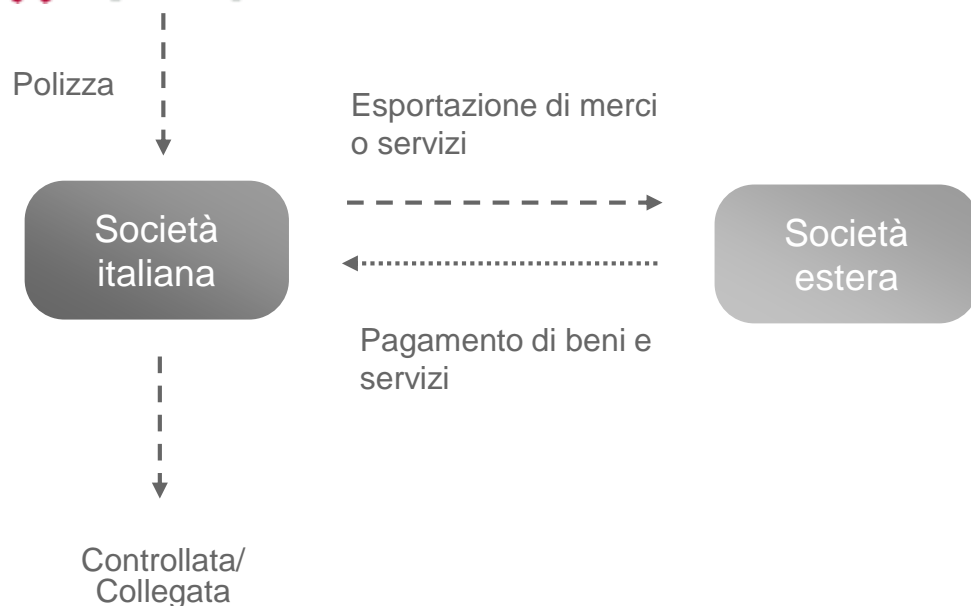 Polizza
Esportazione di merci
o servizi
Società
italiana
Società
estera
Pagamento di beni e
servizi
Controllata/
Collegata